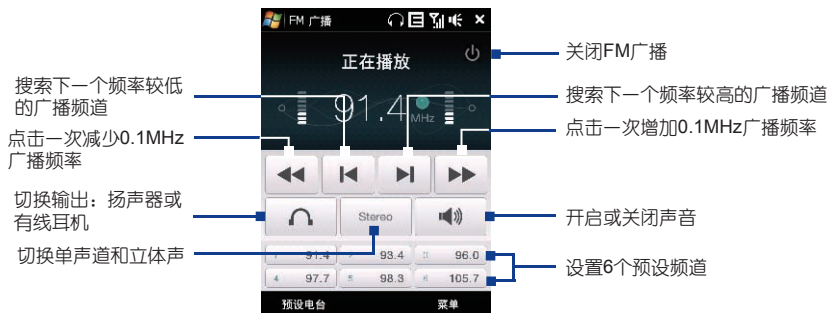 FM 广播
正在播放
91.4
MHz
Stereo
91.4
93.4
96.0
4 97.7
5 98.3
6 105.7
预设电台
菜单
搜索下一个频率较低
的广播频道
点击一次减少0.1MHz
广播频率
切换输出：扬声器或
有线耳机
切换单声道和立体声
关闭FM广播
搜索下一个频率较高的广播频道
点击一次增加0.1MHz广播频率
开启或关闭声音
设置6个预设频道